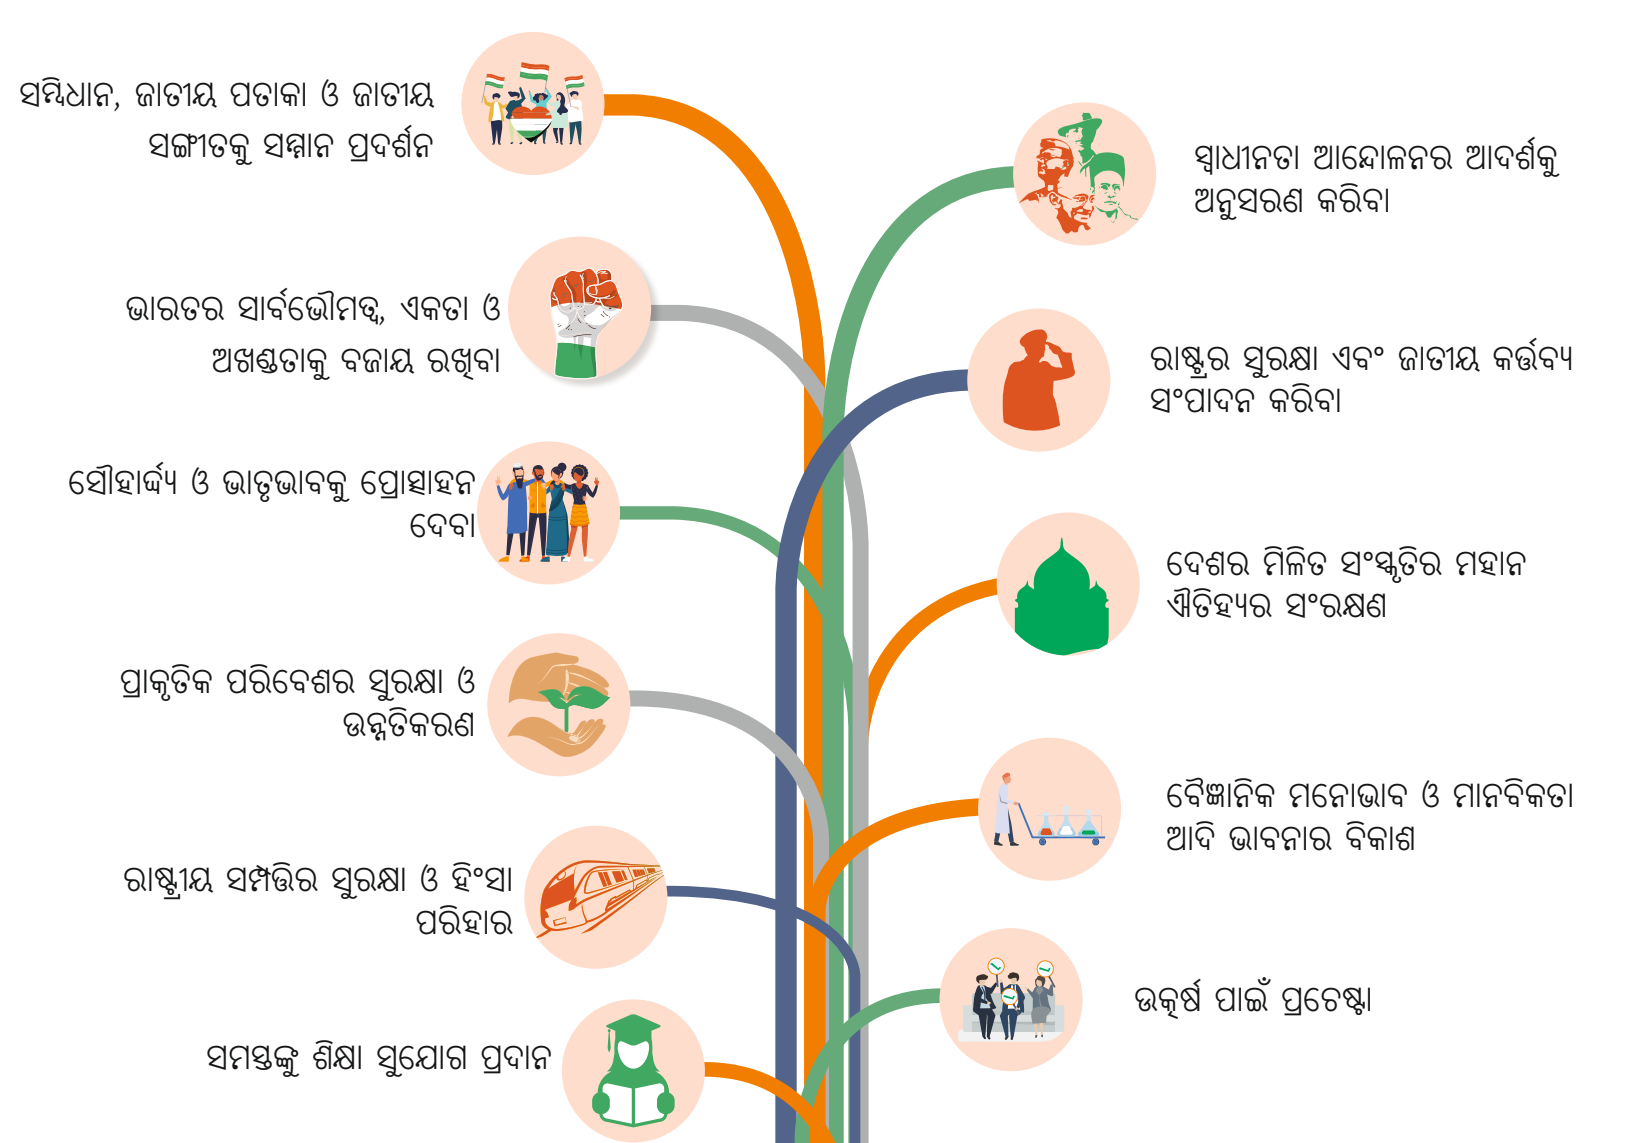 ସମ୍ବିଧାନ, ଜାତୀୟ ପତାକା ଓ ଜାତୀୟ
ସଙ୍ଗୀତକୁ ସମ୍ମାନ ପ୍ରଦର୍ଶନ
ସ୍ୱାଧୀନତା ଆନ୍ଦୋଳନର ଆଦର୍ଶକୁ
ଅନୁସରଣ କରିବା
ଭାରତର ସାର୍ବଭୌମତ୍ୱ, ଏକତା ଓ
ଅଖଣ୍ଡତାକୁ ବଜାୟ ରଖିବା
ରାଷ୍ଟ୍ରର ସୁରକ୍ଷା ଏବଂ ଜାତୀୟ କର୍ତ୍ତବ୍ୟ
ସଂପାଦନ କରିବା
ସୌହାର୍ଦ୍ଦ୍ୟ ଓ ଭାତୃଭାବକୁ ପ୍ରୋତ୍ସାହନ
ଦେବା
ଦେଶର ମିଳିତ ସଂସ୍କୃତିର ମହାନ
ଐତିହ୍ୟର ସଂରକ୍ଷଣ
ପ୍ରାକୃତିକ ପରିବେଶର ସୁରକ୍ଷା ଓ
ଉନ୍ନତିକରଣ
ବୈଜ୍ଞାନିକ ମନୋଭାବ ଓ ମାନବିକତା
ଆଦି ଭାବନାର ବିକାଶ
ରାଷ୍ଟ୍ରୀୟ ସମ୍ପତ୍ତିର ସୁରକ୍ଷା ଓ ହିଂସା
ପରିହାର
ଉତ୍କର୍ଷ ପାଇଁ ପ୍ରଚେଷ୍ଟା
ସମସ୍ତଙ୍କୁ ଶିକ୍ଷା ସୁଯୋଗ ପ୍ରଦାନ